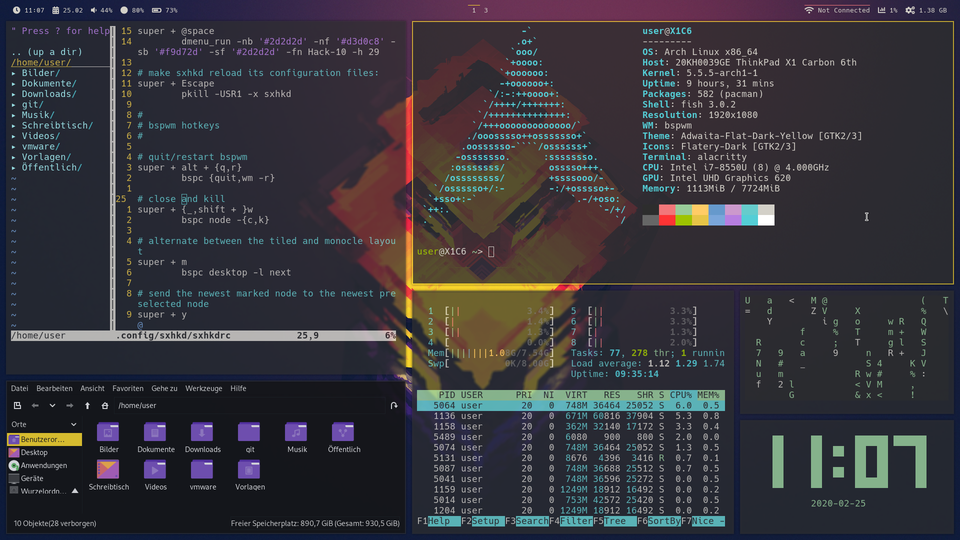 11:07 25.02 44% 80% 73%
1 3
Not Connected 1% 1.38 GB
" Press ? for help
.. (up a dir)
/home/user/
▸ Bilder/
▸ Dokumente/
▸ Downloads/
▸ git/
▸ Musik/
▸ Schreibtisch/
▸ Videos/
▸ vmware/
▸ Vorlagen/
▸ Öffentlich/
/home/user
15 super + @space
14 dmenu_run -nb '#2d2d2d' -nf '#d3d0c8' -
sb '#f9d72d' -sf '#2d2d2d' -fn Hack-10 -h 29
13
12 # make sxhkd reload its configuration files:
11 super + Escape
10 pkill -USR1 -x sxhkd
9
8 #
7 # bspwm hotkeys
6 #
5
4 # quit/restart bspwm
3 super + alt + {q,r}
2 bspc {quit,wm -r}
1
25 # close and kill
1 super + {_,shift + }w
2 bspc node -{c,k}
3
4 # alternate between the tiled and monocle layou
t
5 super + m
6 bspc desktop -l next
7
8 # send the newest marked node to the newest pre
selected node
9 super + y
@
.config/sxhkd/sxhkdrc 25,9 6%
user@X1C6
---------
OS: Arch Linux x86_64
Host: 20KH0039GE ThinkPad X1 Carbon 6th
Kernel: 5.5.5-arch1-1
Uptime: 9 hours, 31 mins
Packages: 582 (pacman)
Shell: fish 3.0.2
Resolution: 1920x1080
WM: bspwm
Theme: Adwaita-Flat-Dark-Yellow [GTK2/3]
Icons: Flatery-Dark [GTK2/3]
Terminal: alacritty
CPU: Intel i7-8550U (8) @ 4.000GHz
GPU: Intel UHD Graphics 620
Memory: 1113MiB / 7724MiB
user@X1C6 ~>
Datei Bearbeiten Ansicht Favoriten Gehe zu Werkzeuge Hilfe
/home/user
Orte
Benutzeror...
Desktop
Anwendungen
Geräte
Wurzelordn...
Bilder Dokumente Downloads git Musik Öffentlich
Schreibtisch Videos vmware Vorlagen
10 Objekte(28 verborgen) Freier Speicherplatz: 890,7 GiB (Gesamt: 930,5 GiB)
1 [|| 3.4%] 5 [|| 3.3%]
2 [| ] 6 [|| 3.3%]
3 [|| ] 7 [|| 3.3%]
4 [ 0.0%] 8 [|| 2.0%]
Mem[|||||||1.0 /7.54G] Tasks: 77, 278 thr; 1 runnin
Swp[ 0K/8.00G] Load average: 1.12 1.29 1.74
Uptime: 09:35:14
PID USER PRI NI VIRT RES SHR S CPU% MEM%
5064 user 20 0 748M 36464 25052 S 6.0 0.5
1136 user 20 0 671M 60816 37904 S 5.3 0.8
1158 user 20 0 362M 32140 17172 S 3.3 0.4
5489 user 20 0 6080 900 800 S 2.0 0.0
5074 user 20 0 748M 36464 25052 S 1.3 0.5
5131 user 20 0 8676 4396 3416 R 0.7 0.1
5087 user 20 0 748M 36688 25512 S 0.7 0.5
5041 user 20 0 748M 36596 25272 S 0.0 0.5
1159 user 20 0 1249M 18912 16492 S 0.0 0.2
5014 user 20 0 748M 36464 25052 S 0.0 0.5
1204 user 20 0 1249M 18912 16492 S 0.0 0.2
F1Help F2Setup F3SearchF4FilterF5Tree F6SortByF7Nice -
11:07
2020-02-25